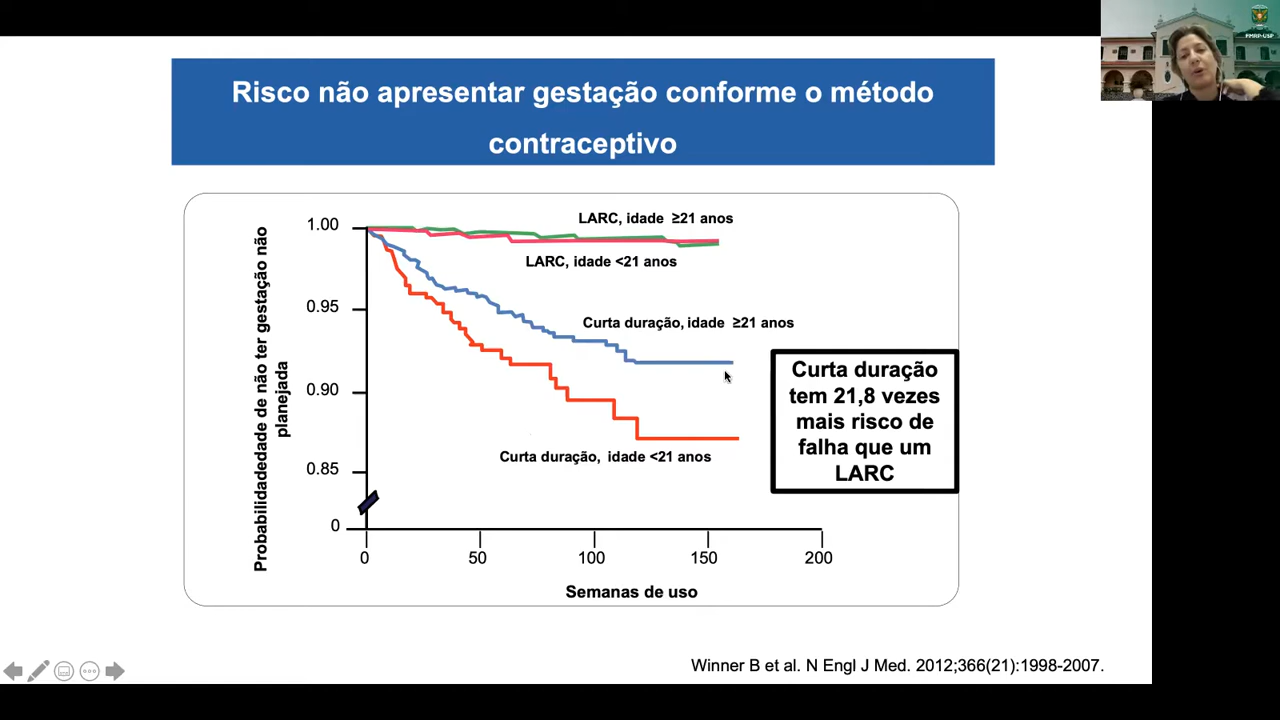 FMRP-USP
Risco não apresentar gestação conforme o método
contraceptivo
Probabilidadedade de não ter gestação não
planejada
1.00
0.95
0.90
0.85
0
LARC, idade ≥21 anos
LARC, idade <21 anos
Curta duração, idade ≥21 anos
Curta duração, idade <21 anos
Curta duração
tem 21,8 vezes
mais risco de
falha que um
LARC
0
50
100
150
200
Semanas de uso
Winner B et al. N Engl J Med. 2012;366(21):1998-2007.